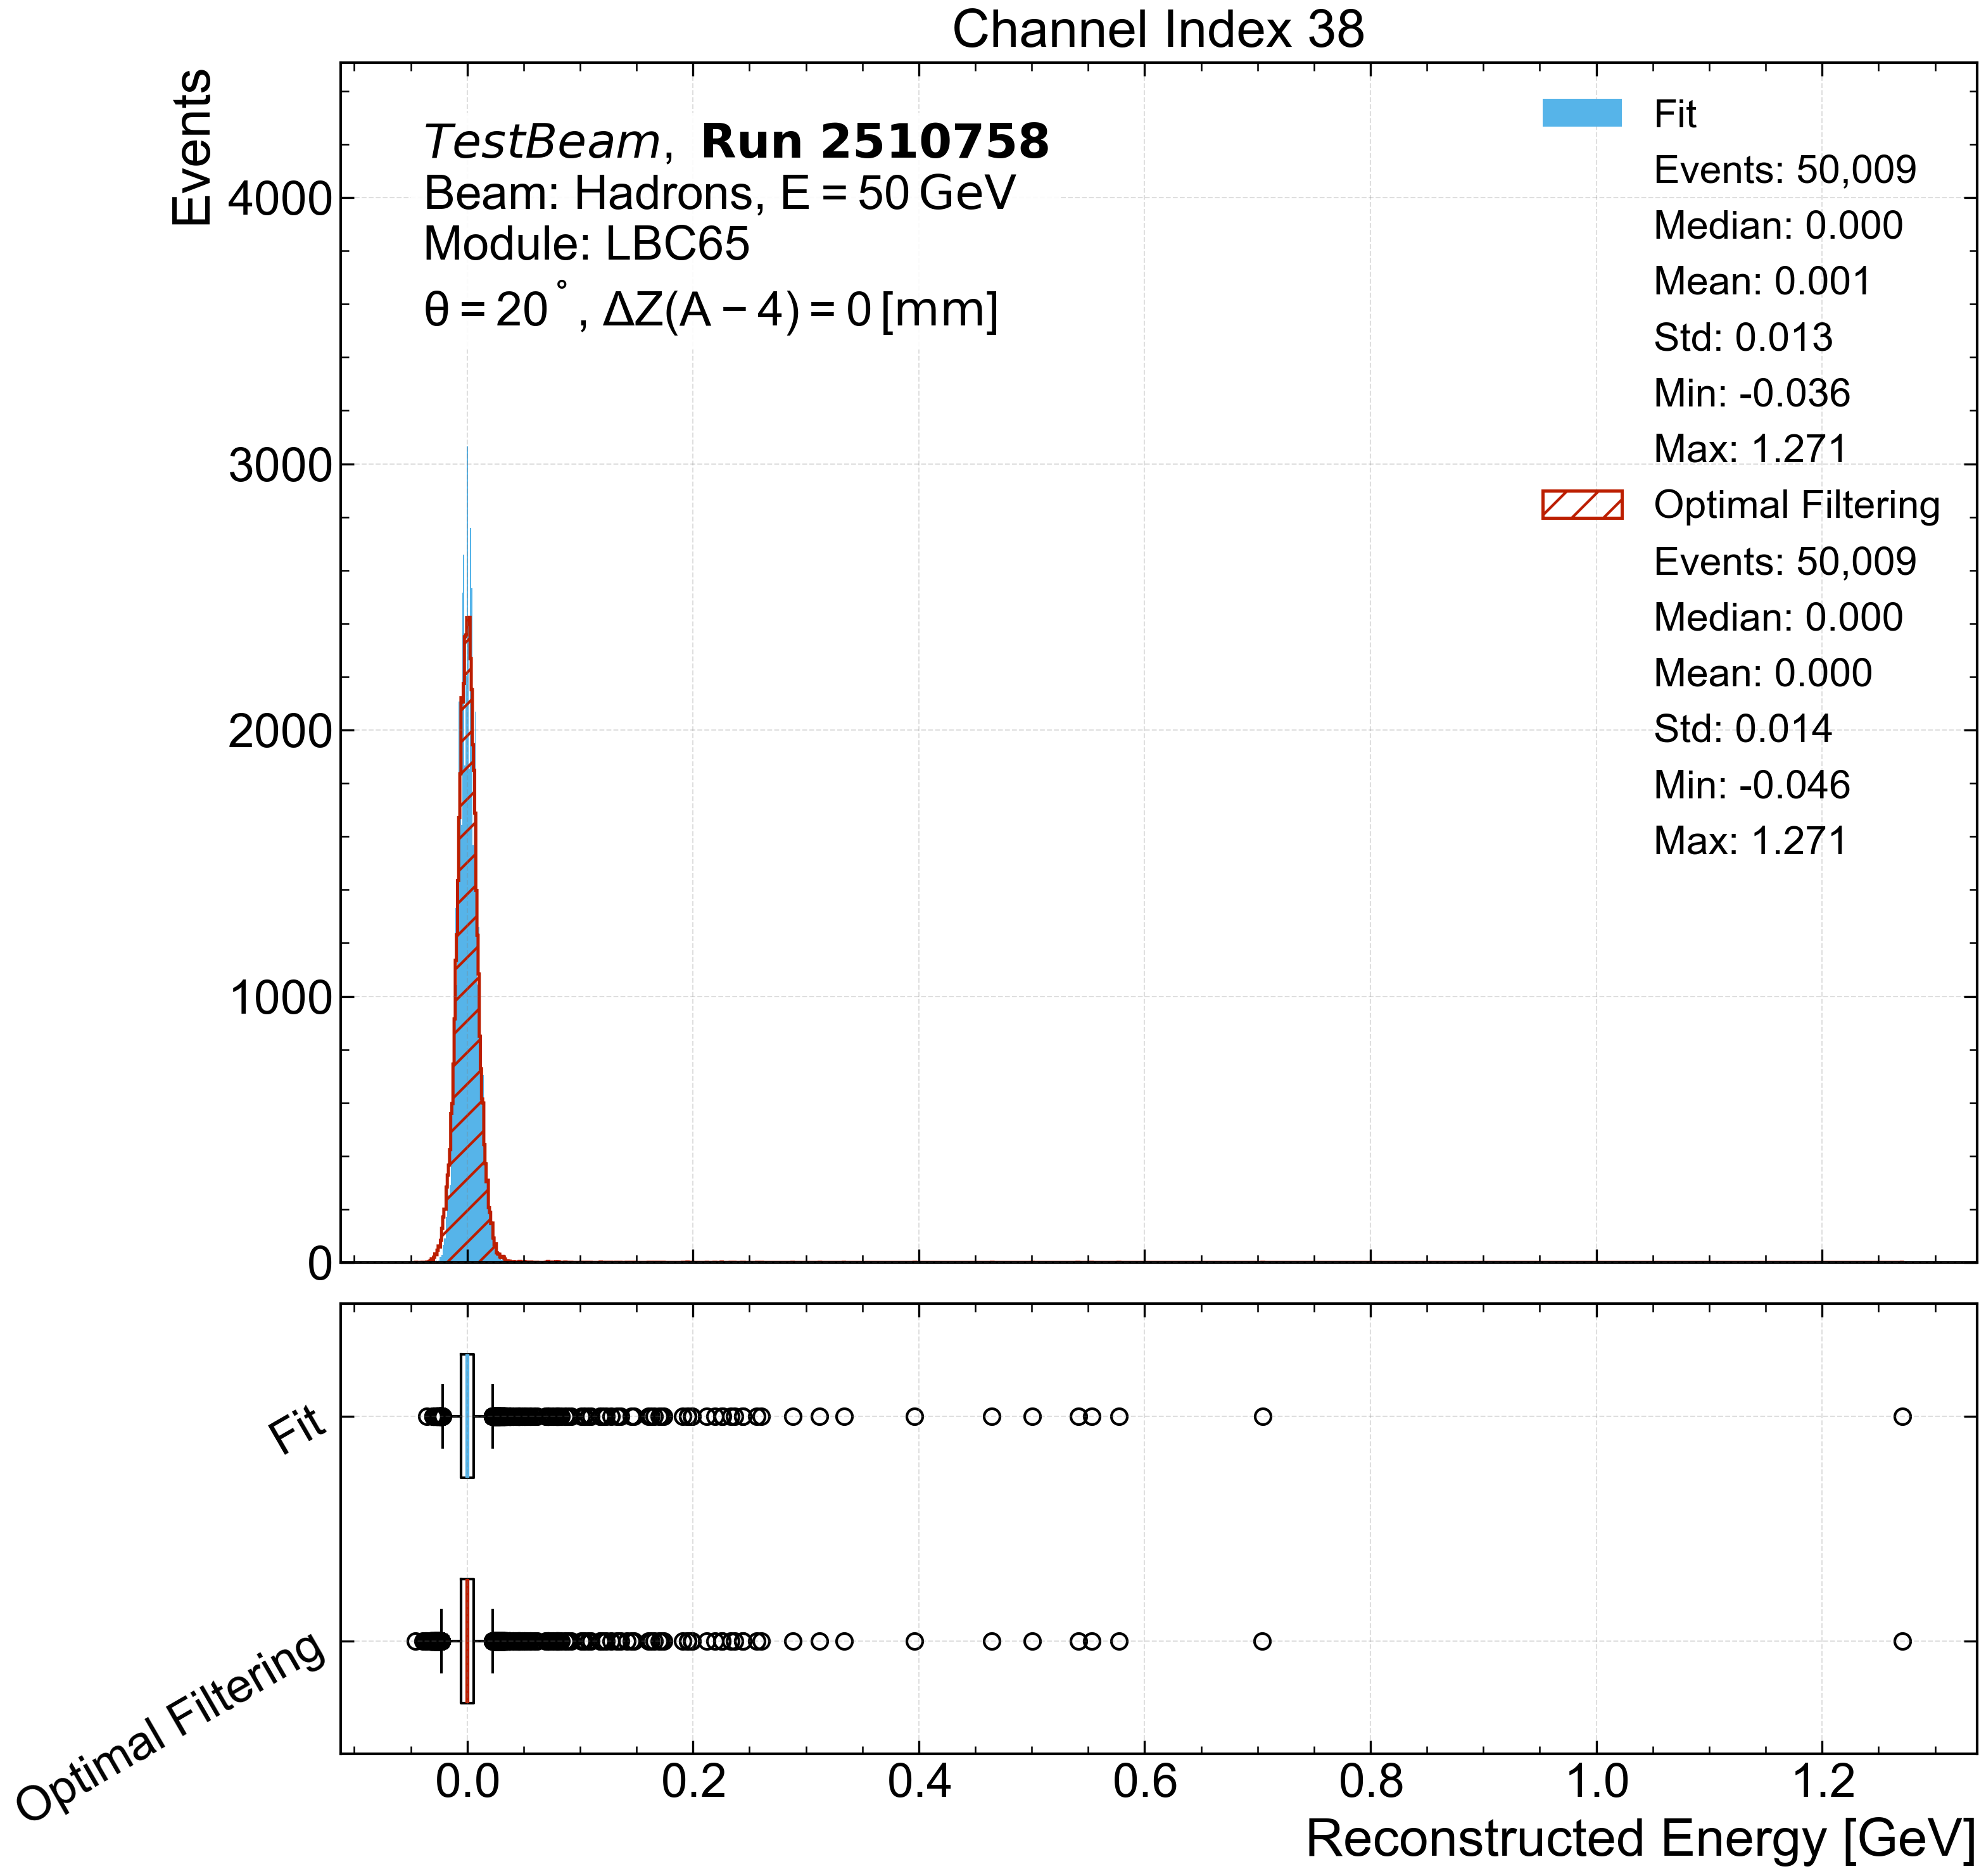 Channel Index 38
Events
TestBeam, Run 2510758
Beam: Hadrons, E = 50 GeV
Module: LBC65
θ = 20°, ΔZ(A − 4) = 0 [mm]
Fit
Events: 50,009
Median: 0.000
Mean: 0.001
Std: 0.013
Min: -0.036
Max: 1.271
Optimal Filtering
Events: 50,009
Median: 0.000
Mean: 0.000
Std: 0.014
Min: -0.046
Max: 1.271
4000
3000
2000
1000
0
Fit
Optimal Filtering
0.0 0.2 0.4 0.6 0.8 1.0 1.2
Reconstructed Energy [GeV]